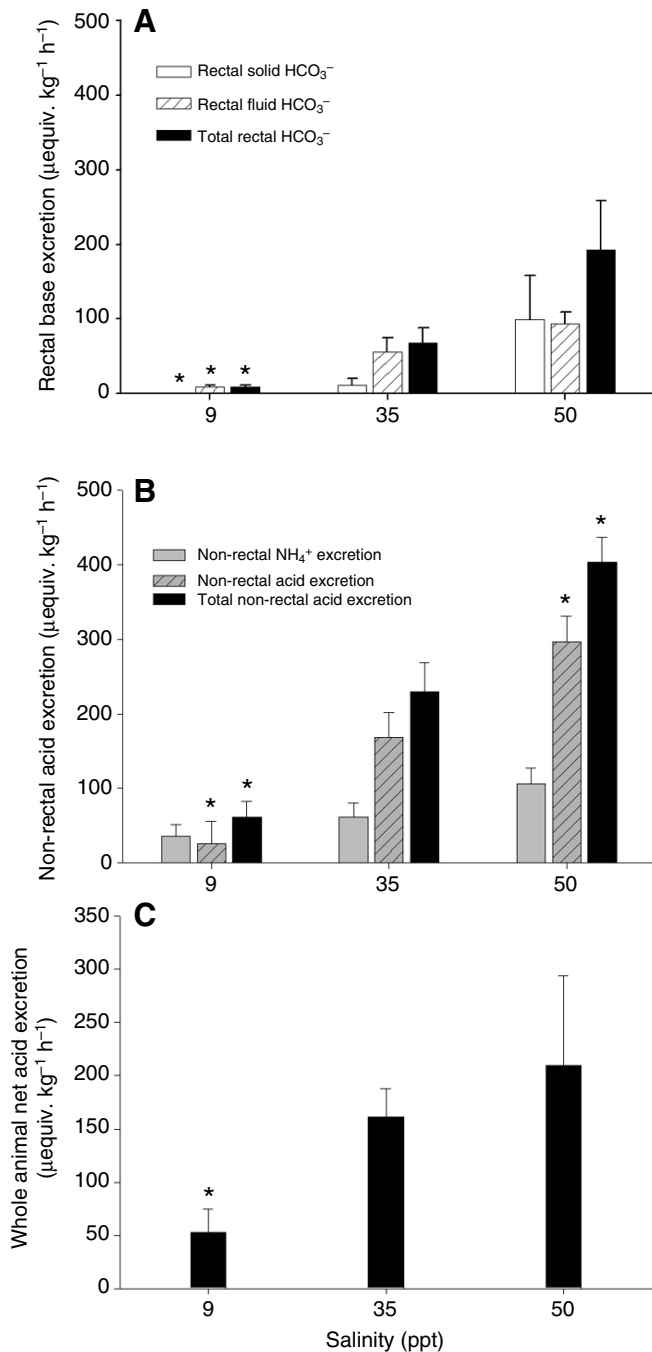 A
Rectal base excretion (μequiv. kg⁻¹ h⁻¹)
500
400
300
200
100
0
Rectal solid HCO₃⁻
Rectal fluid HCO₃⁻
Total rectal HCO₃⁻
* * *
9 35 50
B
Non-rectal acid excretion (μequiv. kg⁻¹ h⁻¹)
500
400
300
200
100
0
Non-rectal NH₄⁺ excretion
Non-rectal acid excretion
Total non-rectal acid excretion
* *
* *
9 35 50
C
Whole animal net acid excretion
(μequiv. kg⁻¹ h⁻¹)
350
300
250
200
150
100
50
0
*
9 35 50
Salinity (ppt)